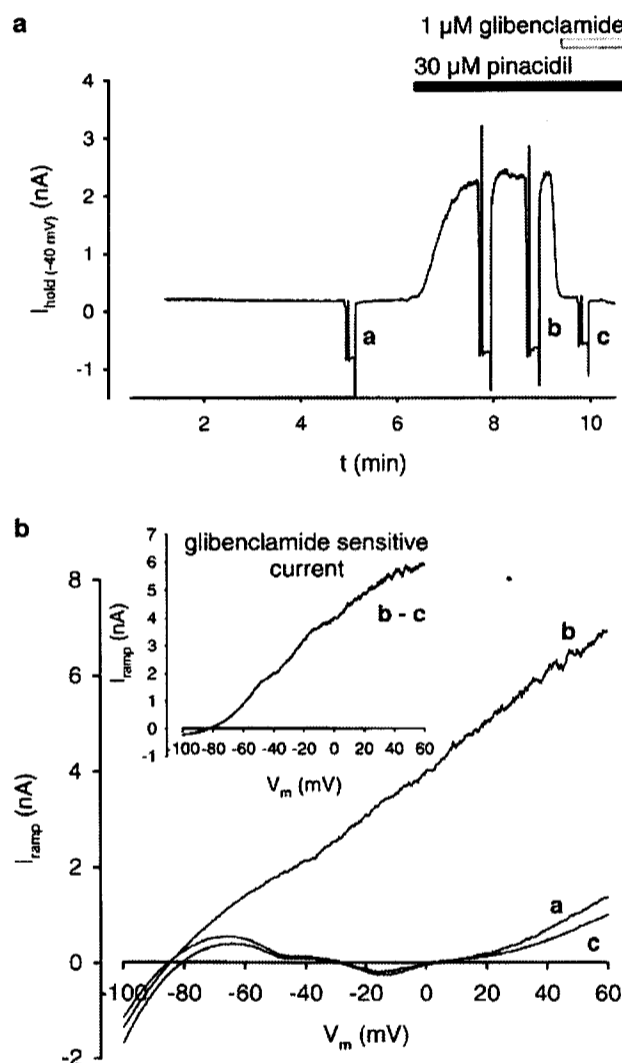 a
1 µM glibenclamide
30 µM pinacidil
4
3
2
1
0
-1
I hold (-40 mV) (nA)
a
b
c
2
4
6
8
10
t (min)
b
7
6
5
4
3
2
1
0
-1
glibenclamide sensitive
current
b - c
I ramp (nA)
-100 -80 -60 -40 -20 0 20 40 60
Vm (mV)
8
6
4
2
0
-2
I ramp (nA)
b
a
c
-100 -80 -60 -40 -20 0 20 40 60
Vm (mV)